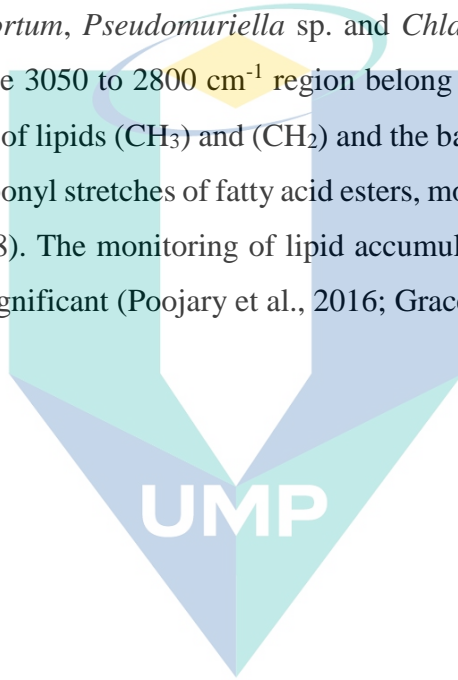 ortum, Pseudomuriella sp. and Chla
e 3050 to 2800 cm⁻¹ region belong
of lipids (CH₃) and (CH₂) and the ba
onyl stretches of fatty acid esters, mo
8). The monitoring of lipid accumul
gnificant (Poojary et al., 2016; Grac
UMP